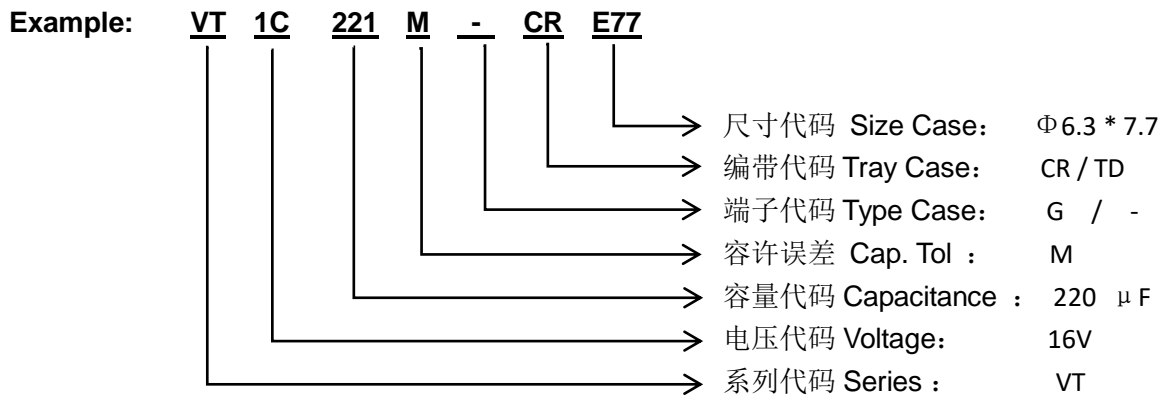 Example: VT 1C 221 M - CR E77
尺寸代码 Size Case： Φ6.3 * 7.7
编带代码 Tray Case： CR / TD
端子代码 Type Case： G / -
容许误差 Cap. Tol ： M
容量代码 Capacitance ： 220 μF
电压代码 Voltage： 16V
系列代码 Series ： VT